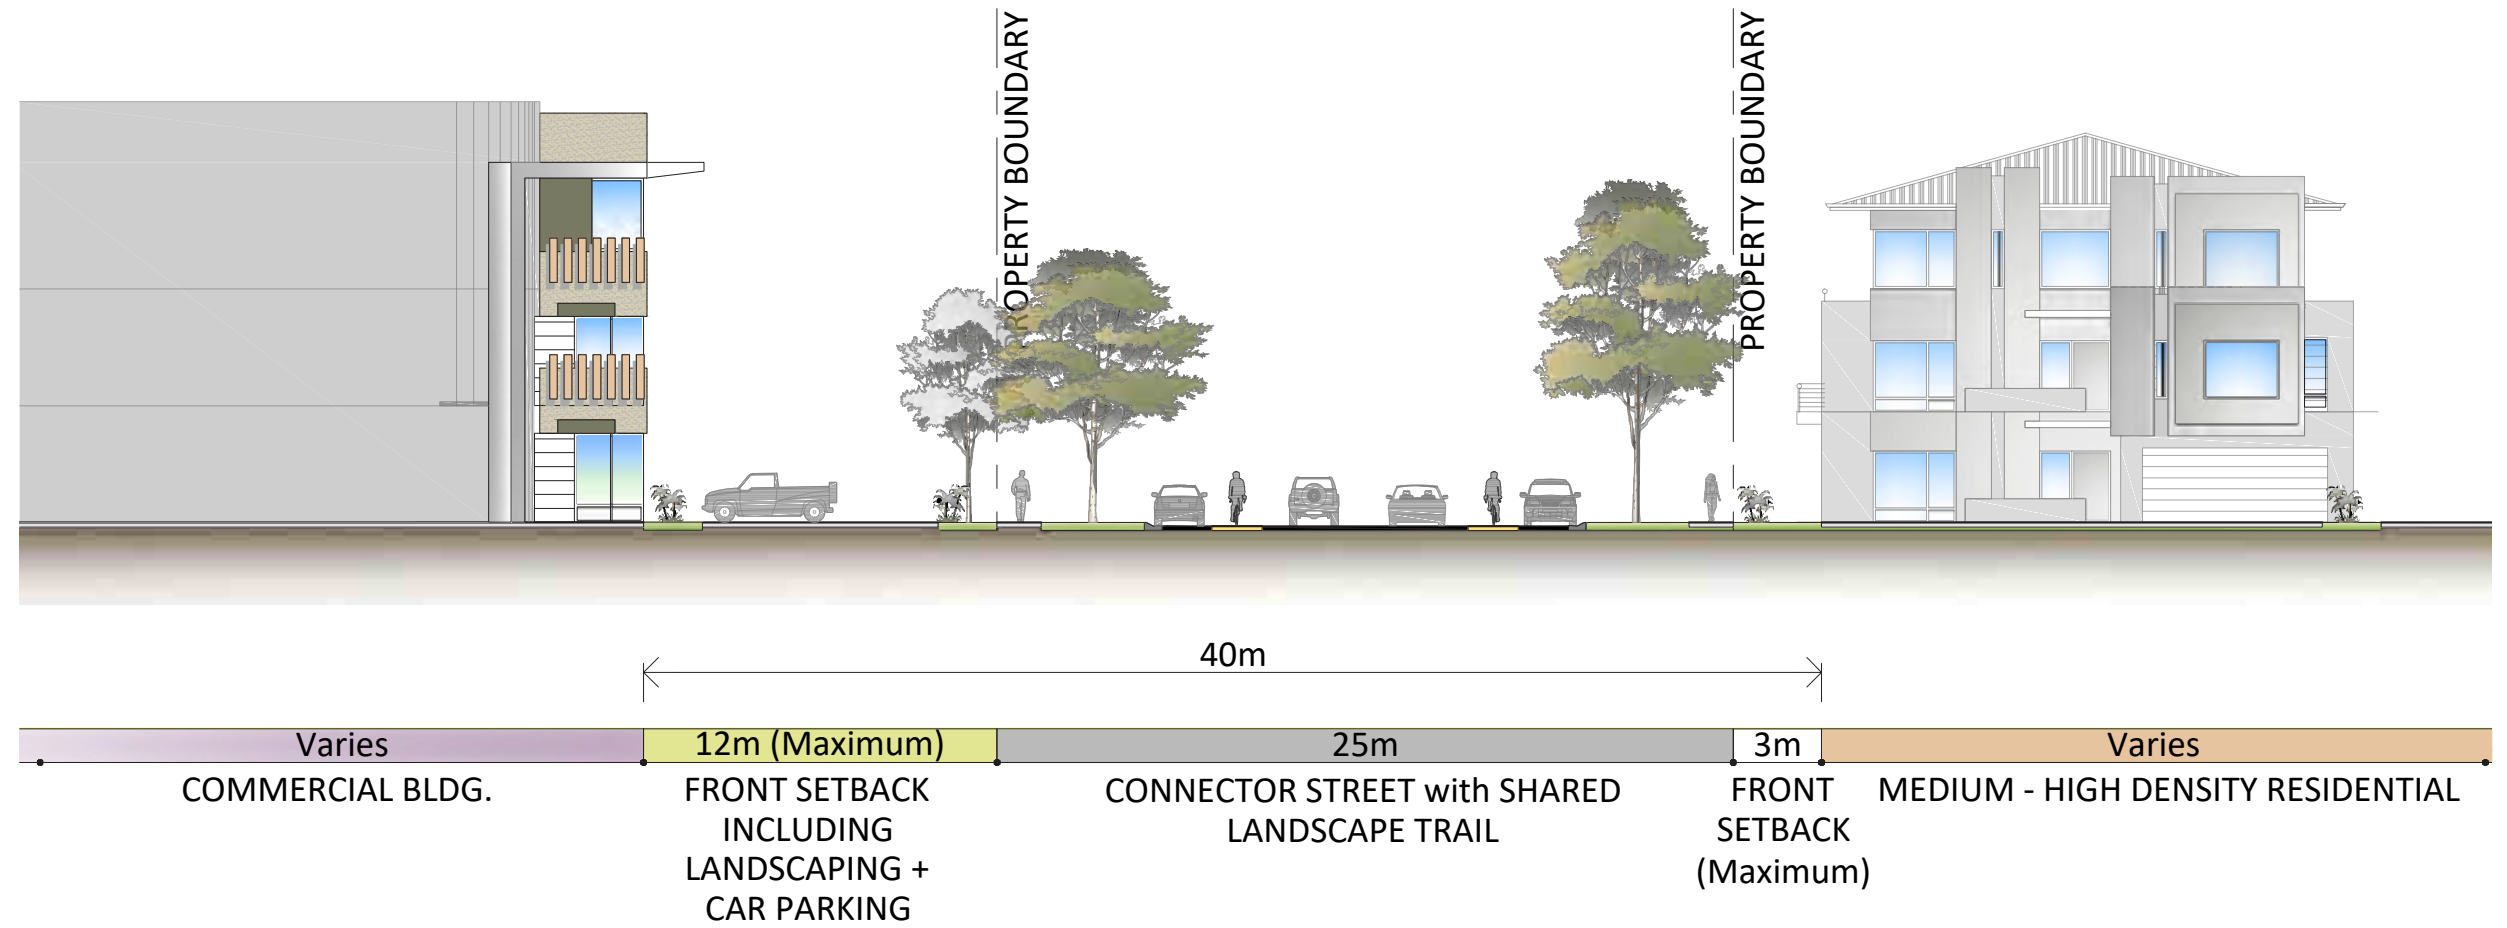 PROPERTY BOUNDARY
PROPERTY BOUNDARY
40m
Varies
12m (Maximum)
25m
3m
Varies
COMMERCIAL BLDG.
FRONT SETBACK
INCLUDING
LANDSCAPING +
CAR PARKING
CONNECTOR STREET with SHARED
LANDSCAPE TRAIL
FRONT
SETBACK
(Maximum)
MEDIUM - HIGH DENSITY RESIDENTIAL